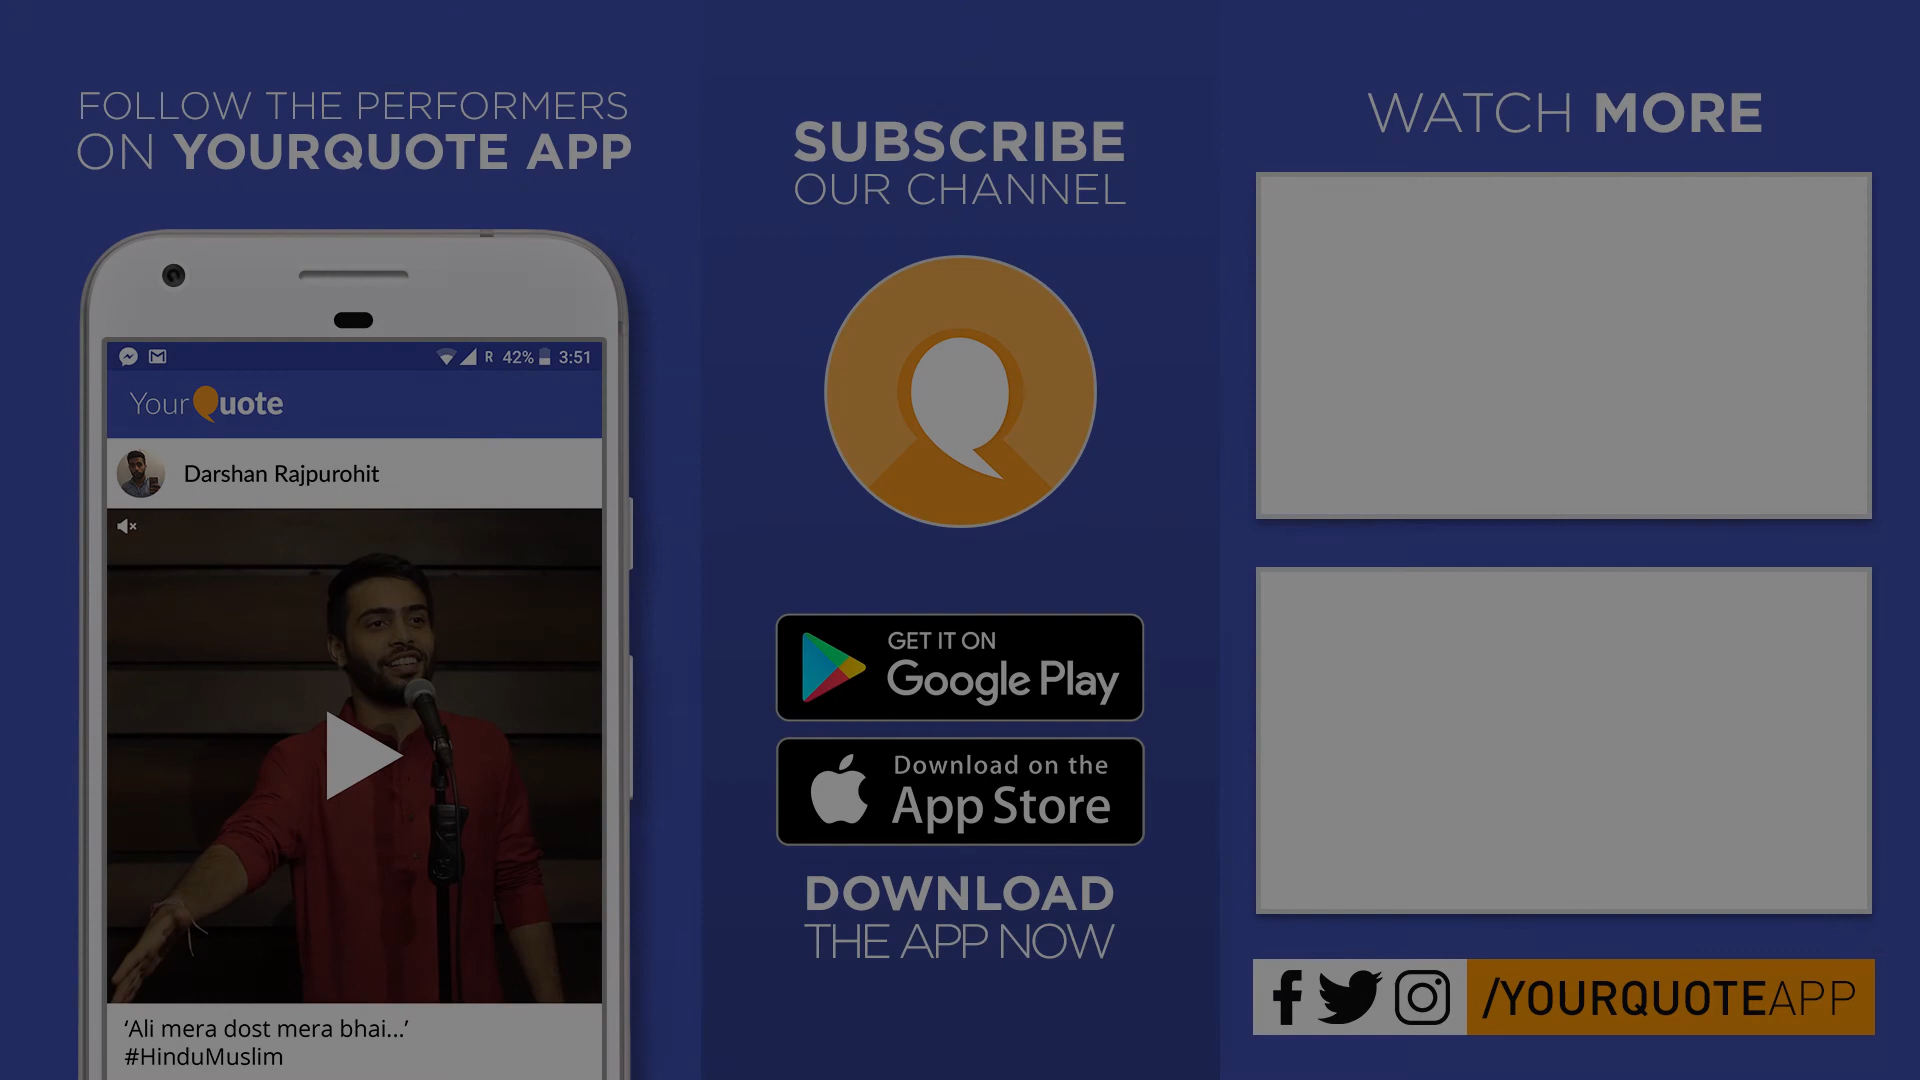 FOLLOW THE PERFORMERS
ON YOURQUOTE APP
R 42% 3:51
YourQuote
Darshan Rajpurohit
‘Ali mera dost mera bhai...’
#HinduMuslim
SUBSCRIBE
OUR CHANNEL
GET IT ON
Google Play
Download on the
App Store
DOWNLOAD
THE APP NOW
WATCH MORE
/YOURQUOTEAPP